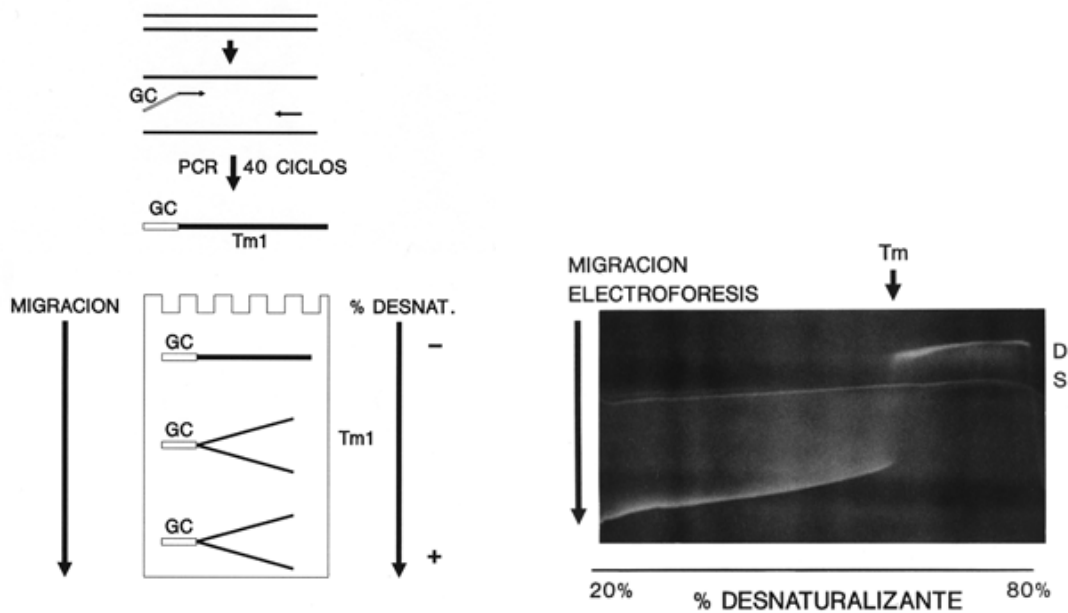 GC
PCR 40 CICLOS
GC
Tm1
MIGRACION
% DESNAT.
GC
–
GC
Tm1
GC
+
Tm
MIGRACION
ELECTROFORESIS
D
S
20%
80%
% DESNATURALIZANTE